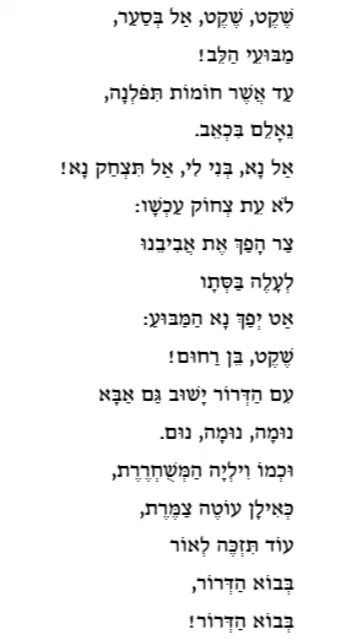 שֶׁקֶט, שֶׁקֶט, אַל בְּסַעַר,
מַבּוּעֵי הַלֵּב!
עַד אֲשֶׁר חוֹמוֹת תִּפֹּלְנָה,
נֵאָלֵם בִּכְאֵב.
אַל נָא, בְּנִי לִי, אַל תִּצְחַק נָא!
לֹא עֵת צְחוֹק עַכְשָׁו:
צַר הָפַךְ אֶת אֲבִיבֵנוּ
לְעָלֶה בַּסְּתָו
אַט יְפַךְ נָא הַמַּבּוּעַ:
שֶׁקֶט, בֵּן רַחוּם!
עִם הַדְּרוֹר יָשׁוּב גַּם אַבָּא
נוּמָה, נוּמָה, נוּם.
וּכְמוֹ וִילְיָה הַמְּשֻׁחְרֶרֶת,
כְּאִילָן עוֹטֶה צַמֶּרֶת,
עוֹד תִּזְכֶּה לְאוֹר
בְּבוֹא הַדְּרוֹר,
בְּבוֹא הַדְּרוֹר!